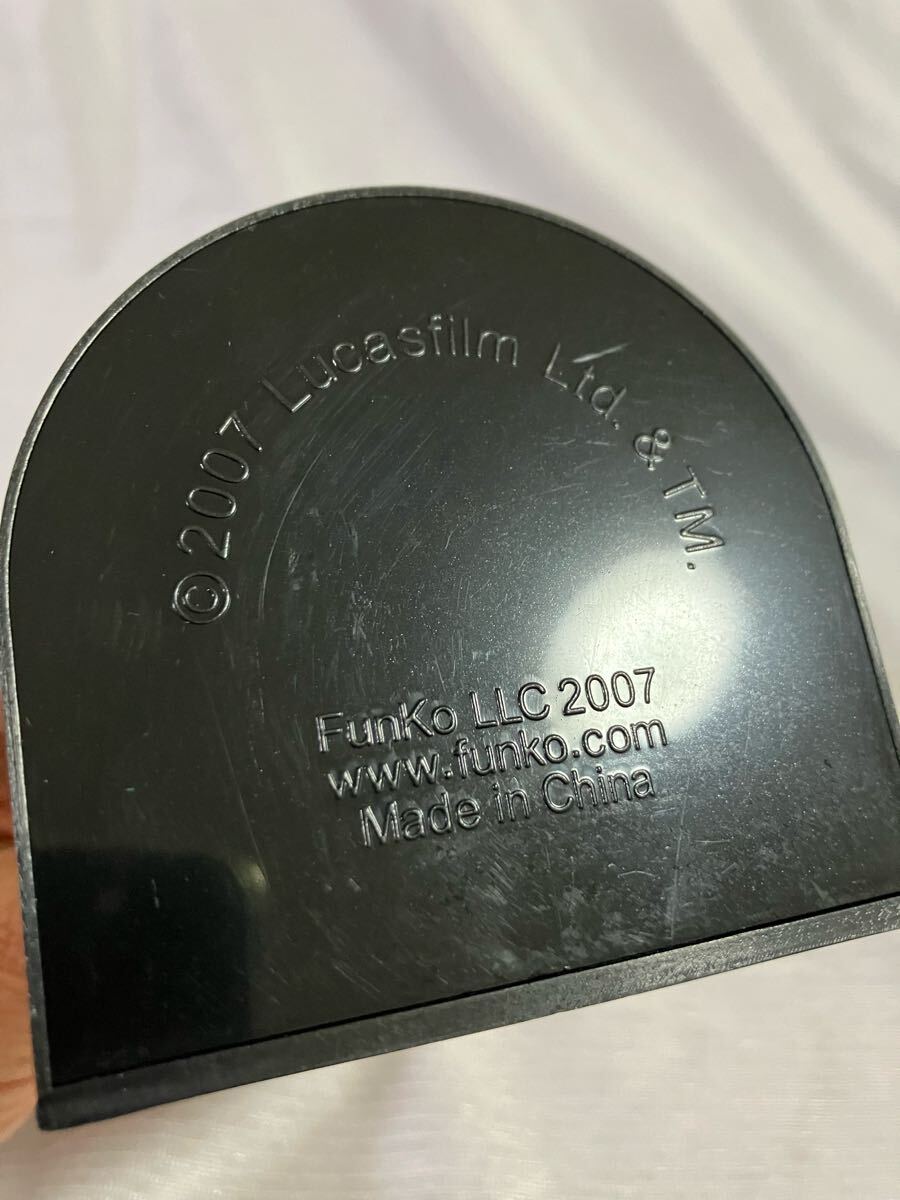 ©2007 Lucasfilm Ltd. & TM.
FunKo LLC 2007
www.funko.com
Made in China